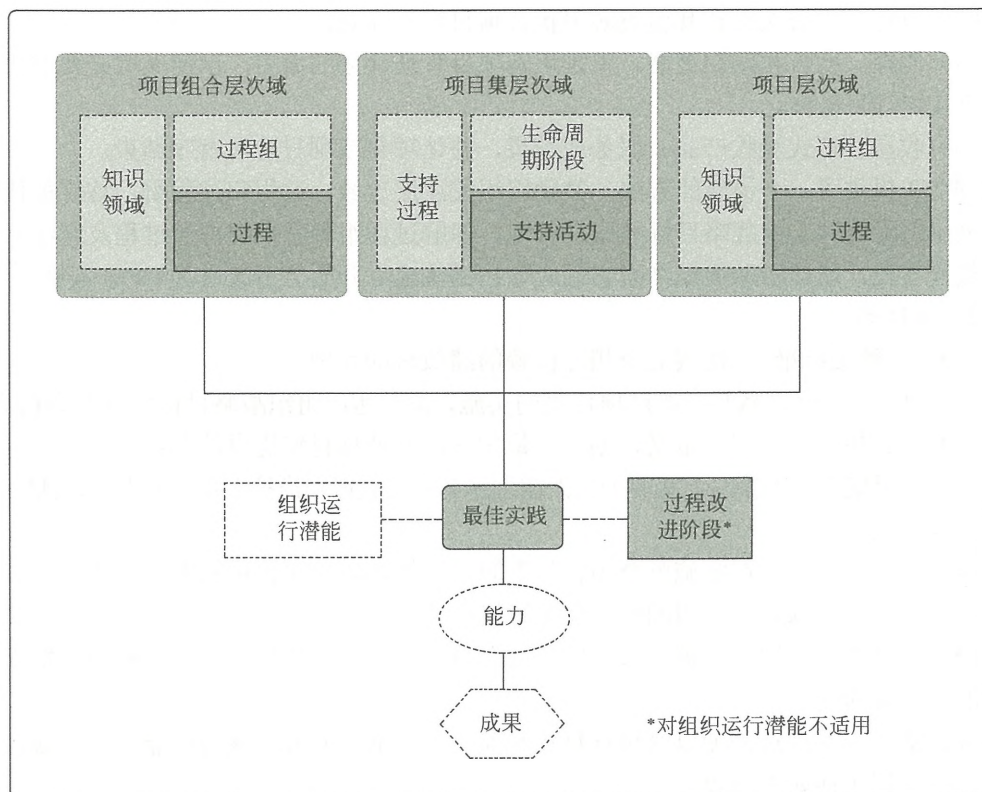 项目组合层次域
知识
领域
过程组
过程
项目集层次域
支持
过程
生命周
期阶段
支持活动
项目层次域
知识
领域
过程组
过程
组织运
行潜能
最佳实践
过程改
进阶段*
能力
成果
*对组织运行潜能不适用